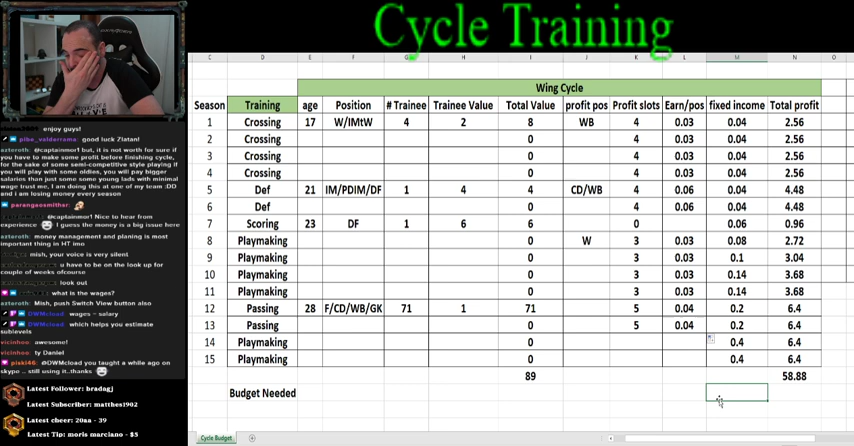 Cycle Training
enjoy guys!
pibe_valderrema: good luck Zlatan!
azteroth: @captainmor1 but, it is not worth for sure if
you have to make some profit before finishing cycle,
for the sake of some semi-competitive style playing if
you will play with some oldies, you will pay bigger
salaries than just some young lads with minimal
wage trust me, I am doing this at one of my team :DD
and i am losing money every season
parengaosmither:
@captainmor1 Nice to hear from
experience I guess the money is a big issue here
azteroth: money management and planing is most
important thing in HT imo
mish, your voice is very silent
u have to be on the look up for
couple of weeks ofcourse
look out
what is the wages?
azteroth: Mish, push Switch View button also
DWMcload: wages = salary
DWMcload: which helps you estimate
sublevels
vicinhoo: awesome!
vicinhoo: ty Daniel
piski46: @DWMcload you taught a while ago on
skype .. still using it..thanks
Latest Follower: bradagj
Latest Subscriber: matthes1902
Latest cheer: 20aa - 39
Latest Tip: moris marciano - $5
C D E F G H I J K L M N O
Wing Cycle
Season Training age Position # Trainee Trainee Value Total Value profit pos Profit slots Earn/pos fixed income Total profit
1 Crossing 17 W/IMtW 4 2 8 WB 4 0.03 0.04 2.56
2 Crossing 0 4 0.03 0.04 2.56
3 Crossing 0 4 0.03 0.04 2.56
4 Crossing 0 4 0.03 0.04 2.56
5 Def 21 IM/PDIM/DF 1 4 4 CD/WB 4 0.06 0.04 4.48
6 Def 0 4 0.06 0.04 4.48
7 Scoring 23 DF 1 6 6 0 0.06 0.96
8 Playmaking 0 W 3 0.03 0.08 2.72
9 Playmaking 0 3 0.03 0.1 3.04
10 Playmaking 0 3 0.03 0.14 3.68
11 Playmaking 0 3 0.03 0.14 3.68
12 Passing 28 F/CD/WB/GK 71 1 71 5 0.04 0.2 6.4
13 Passing 0 5 0.04 0.2 6.4
14 Playmaking 0 0.4 6.4
15 Playmaking 0 0.4 6.4
89 58.88
Budget Needed
Cycle Budget